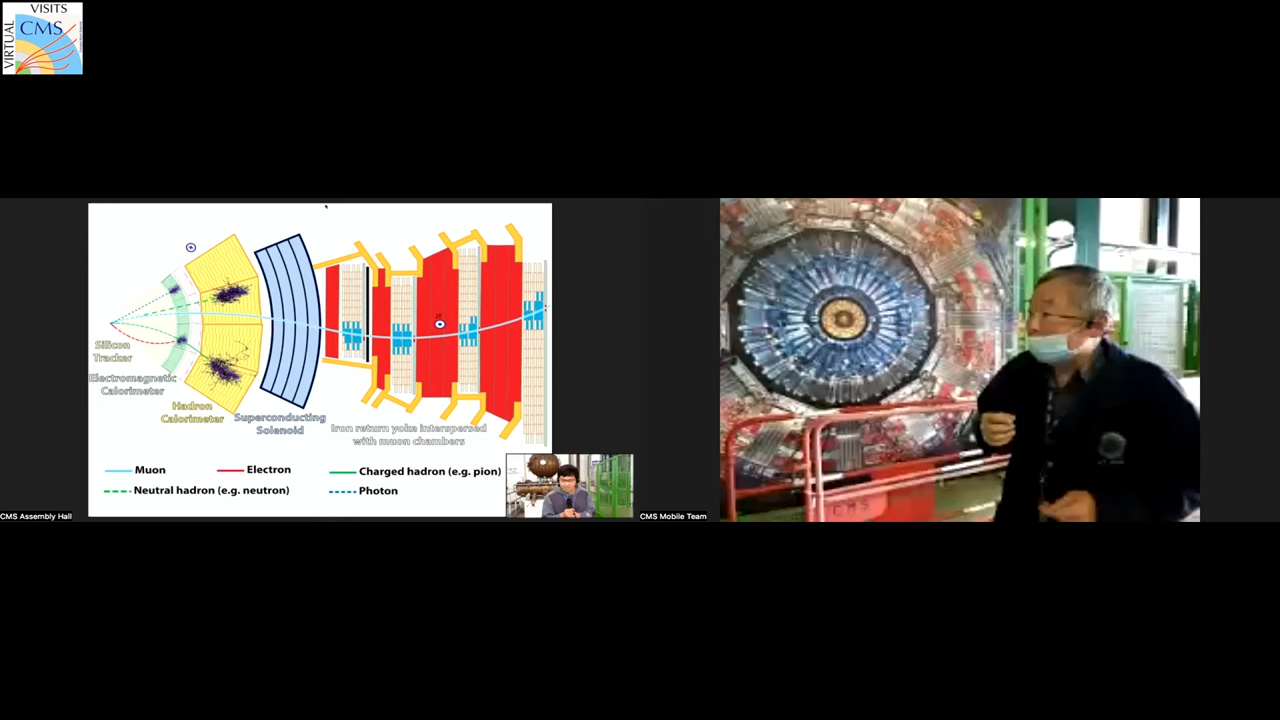 VISITS
CMS
VIRTUAL
Silicon
Tracker
Electromagnetic
Calorimeter
Hadron
Calorimeter
Superconducting
Solenoid
Iron return yoke interspersed
with muon chambers
Muon
Electron
Charged hadron (e.g. pion)
Neutral hadron (e.g. neutron)
Photon
CMS Assembly Hall
CMS Mobile Team
CMS